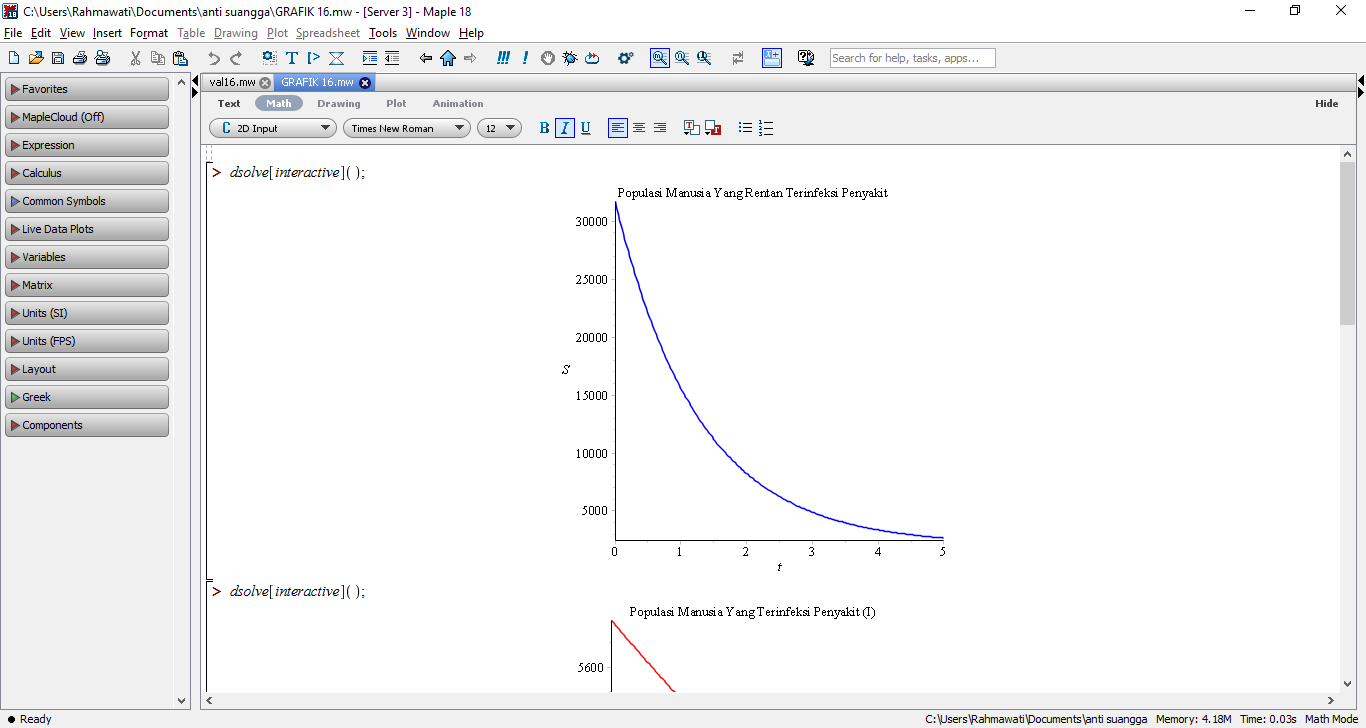 C:\Users\Rahmawati\Documents\anti suangga\GRAFIK 16.mw - [Server 3] - Maple 18
File Edit View Insert Format Table Drawing Plot Spreadsheet Tools Window Help
Search for help, tasks, apps...
Favorites
MapleCloud (Off)
Expression
Calculus
Common Symbols
Live Data Plots
Variables
Matrix
Units (SI)
Units (FPS)
Layout
Greek
Components
val16.mw GRAFIK 16.mw
Text Math Drawing Plot Animation Hide
C 2D Input Times New Roman 12 B I U
> dsolve[interactive]( );
Populasi Manusia Yang Rentan Terinfeksi Penyakit
30000
25000
20000
S
15000
10000
5000
0 1 2 3 4 5
t
> dsolve[interactive]( );
Populasi Manusia Yang Terinfeksi Penyakit (I)
5600
Ready C:\Users\Rahmawati\Documents\anti suangga Memory: 4.18M Time: 0.03s Math Mode